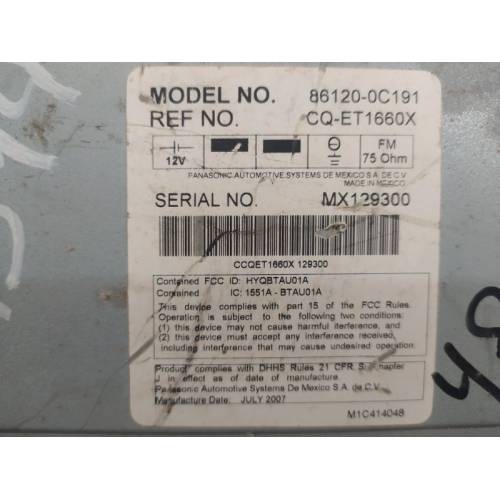 MODEL NO. 86120-0C191
REF NO. CQ-ET1660X
12V FM 75 Ohm
PANASONIC AUTOMOTIVE SYSTEMS DE MEXICO S.A. DE C.V
MADE IN MEXICO
SERIAL NO. MX129300
CCQET1660X 129300
Contained FCC ID: HYQBTAU01A
Contained IC: 1551A - BTAU01A
This device complies with part 15 of the FCC Rules.
Operation is subject to the following two conditions:
(1) this device may not cause harmful iterference, and
(2) this device must accept any interference received,
including interference that may cause undesired operation.
Product complies with DHHS Rules 21 CFR S
J in effect as of date of manufacture.
Panasonic Automotive Systems De Mexico S.A. de C.V.
Manufacture Date: JULY 2007
M1C414048